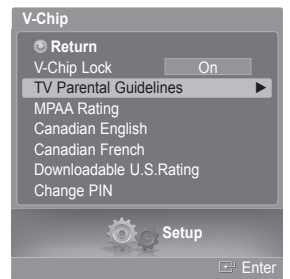 V-Chip
Return
V-Chip Lock On
TV Parental Guidelines
MPAA Rating
Canadian English
Canadian French
Downloadable U.S.Rating
Change PIN
Setup
Enter